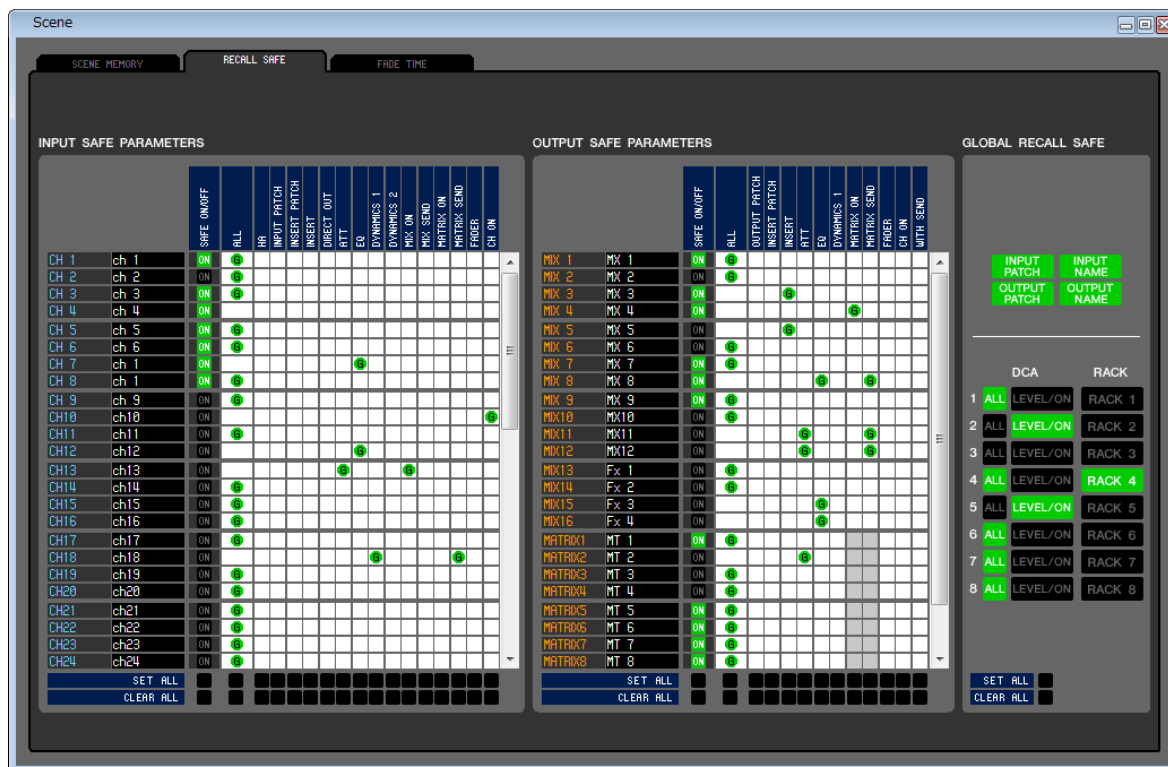 Scene
SCENE MEMORY
RECALL SAFE
FADE TIME
INPUT SAFE PARAMETERS
SAFE ON/OFF
ALL
HA
INPUT PATCH
INSERT PATCH
INSERT
DIRECT OUT
ATT
EQ
DYNAMICS 1
DYNAMICS 2
MIX ON
MIX SEND
MATRIX ON
MATRIX SEND
FADER
CH ON
CH 1 ch 1 ON G
CH 2 ch 2 ON G
CH 3 ch 3 ON G
CH 4 ch 4 ON
CH 5 ch 5 ON G
CH 6 ch 6 ON G
CH 7 ch 1 ON G
CH 8 ch 1 ON G
CH 9 ch 9 ON G
CH10 ch10 ON G
CH11 ch11 ON G
CH12 ch12 ON G
CH13 ch13 ON G G
CH14 ch14 ON G
CH15 ch15 ON G
CH16 ch16 ON G
CH17 ch17 ON G
CH18 ch18 ON G G
CH19 ch19 ON G
CH20 ch20 ON G
CH21 ch21 ON G
CH22 ch22 ON G
CH23 ch23 ON G
CH24 ch24 ON G
SET ALL
CLEAR ALL
OUTPUT SAFE PARAMETERS
SAFE ON/OFF
ALL
OUTPUT PATCH
INSERT PATCH
INSERT
ATT
EQ
DYNAMICS 1
MATRIX ON
MATRIX SEND
FADER
CH ON
WITH SEND
MIX 1 MX 1 ON G
MIX 2 MX 2 ON G
MIX 3 MX 3 ON G
MIX 4 MX 4 ON G
MIX 5 MX 5 ON G
MIX 6 MX 6 ON G
MIX 7 MX 7 ON G
MIX 8 MX 8 ON G G
MIX 9 MX 9 ON G
MIX10 MX10 ON G
MIX11 MX11 ON G G
MIX12 MX12 ON G G
MIX13 Fx 1 ON G
MIX14 Fx 2 ON G
MIX15 Fx 3 ON G
MIX16 Fx 4 ON G
MATRIX1 MT 1 ON G
MATRIX2 MT 2 ON G
MATRIX3 MT 3 ON G
MATRIX4 MT 4 ON G
MATRIX5 MT 5 ON G
MATRIX6 MT 6 ON G
MATRIX7 MT 7 ON G
MATRIX8 MT 8 ON G
SET ALL
CLEAR ALL
GLOBAL RECALL SAFE
INPUT PATCH
INPUT NAME
OUTPUT PATCH
OUTPUT NAME
DCA RACK
1 ALL LEVEL/ON RACK 1
2 ALL LEVEL/ON RACK 2
3 ALL LEVEL/ON RACK 3
4 ALL LEVEL/ON RACK 4
5 ALL LEVEL/ON RACK 5
6 ALL LEVEL/ON RACK 6
7 ALL LEVEL/ON RACK 7
8 ALL LEVEL/ON RACK 8
SET ALL
CLEAR ALL